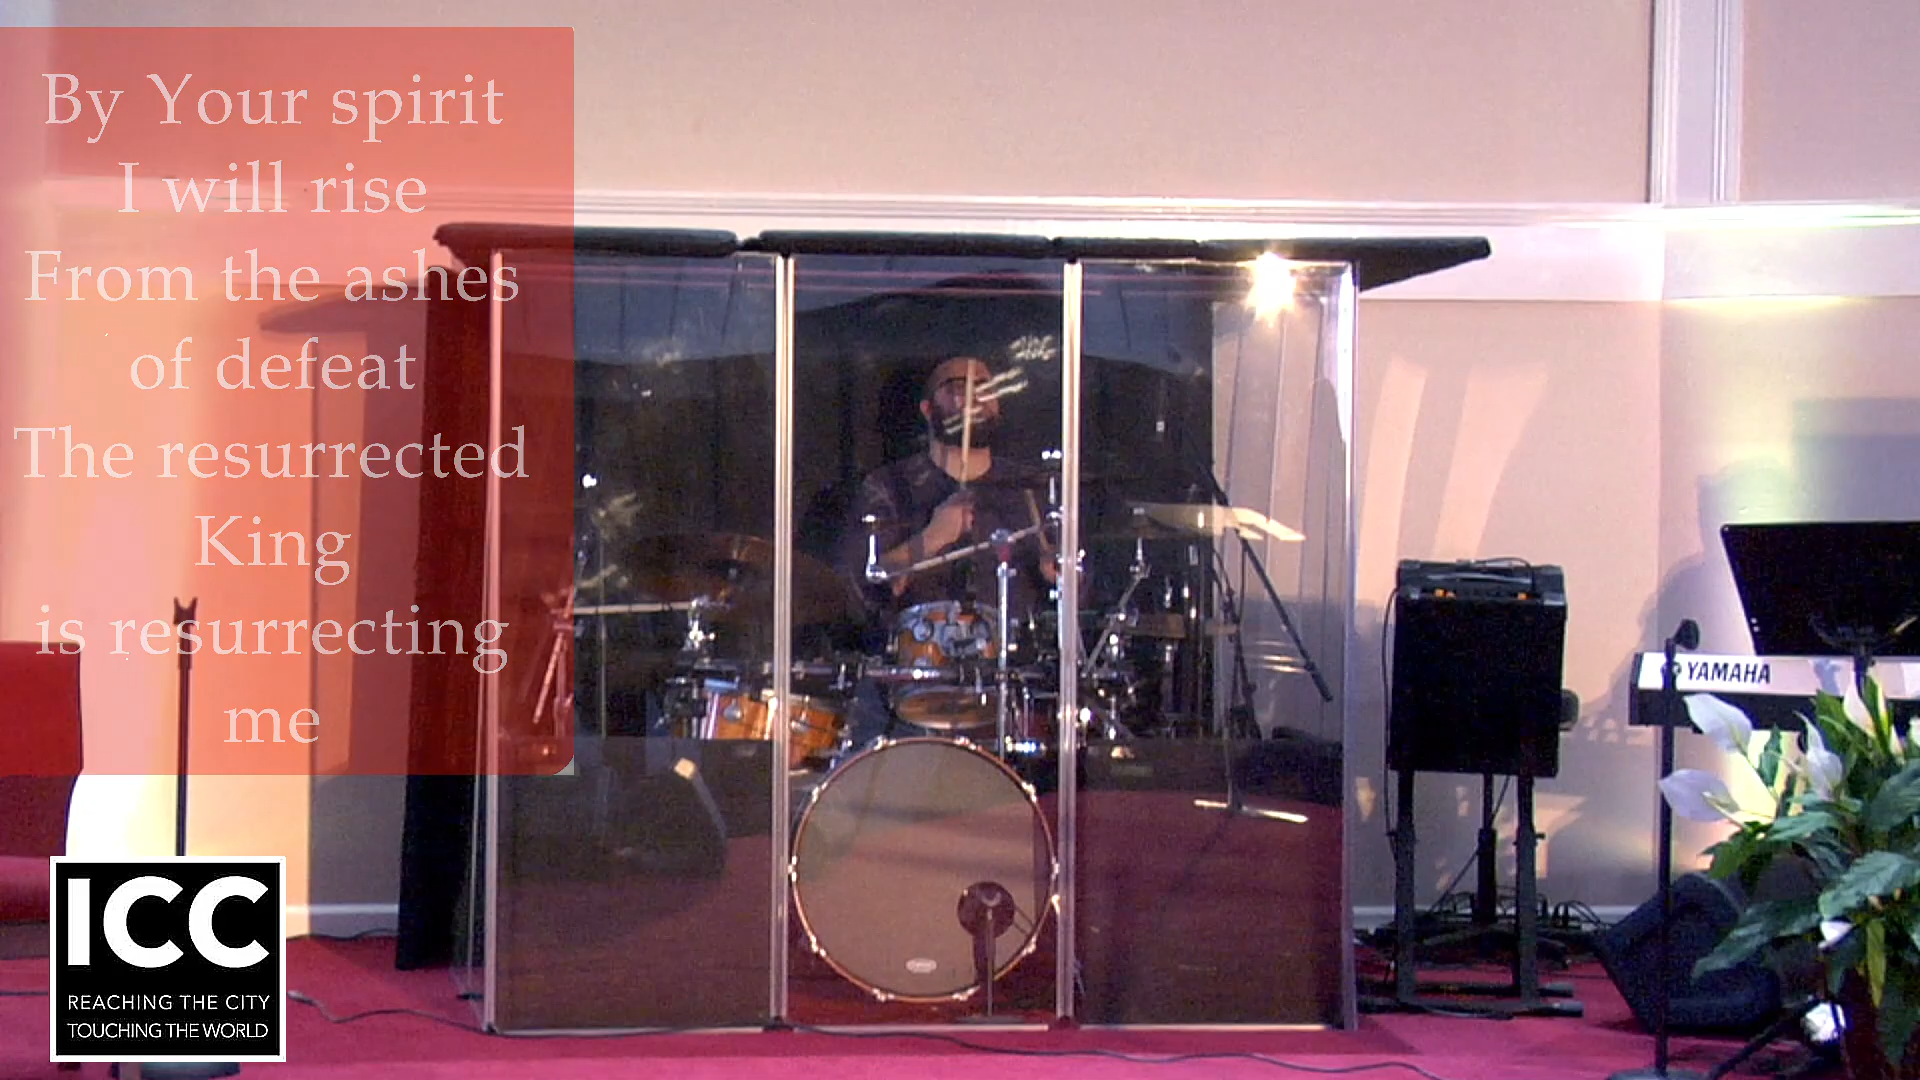 By Your spirit
I will rise
From the ashes
of defeat
The resurrected
King
is resurrecting
me
ICC
REACHING THE CITY
TOUCHING THE WORLD
YAMAHA